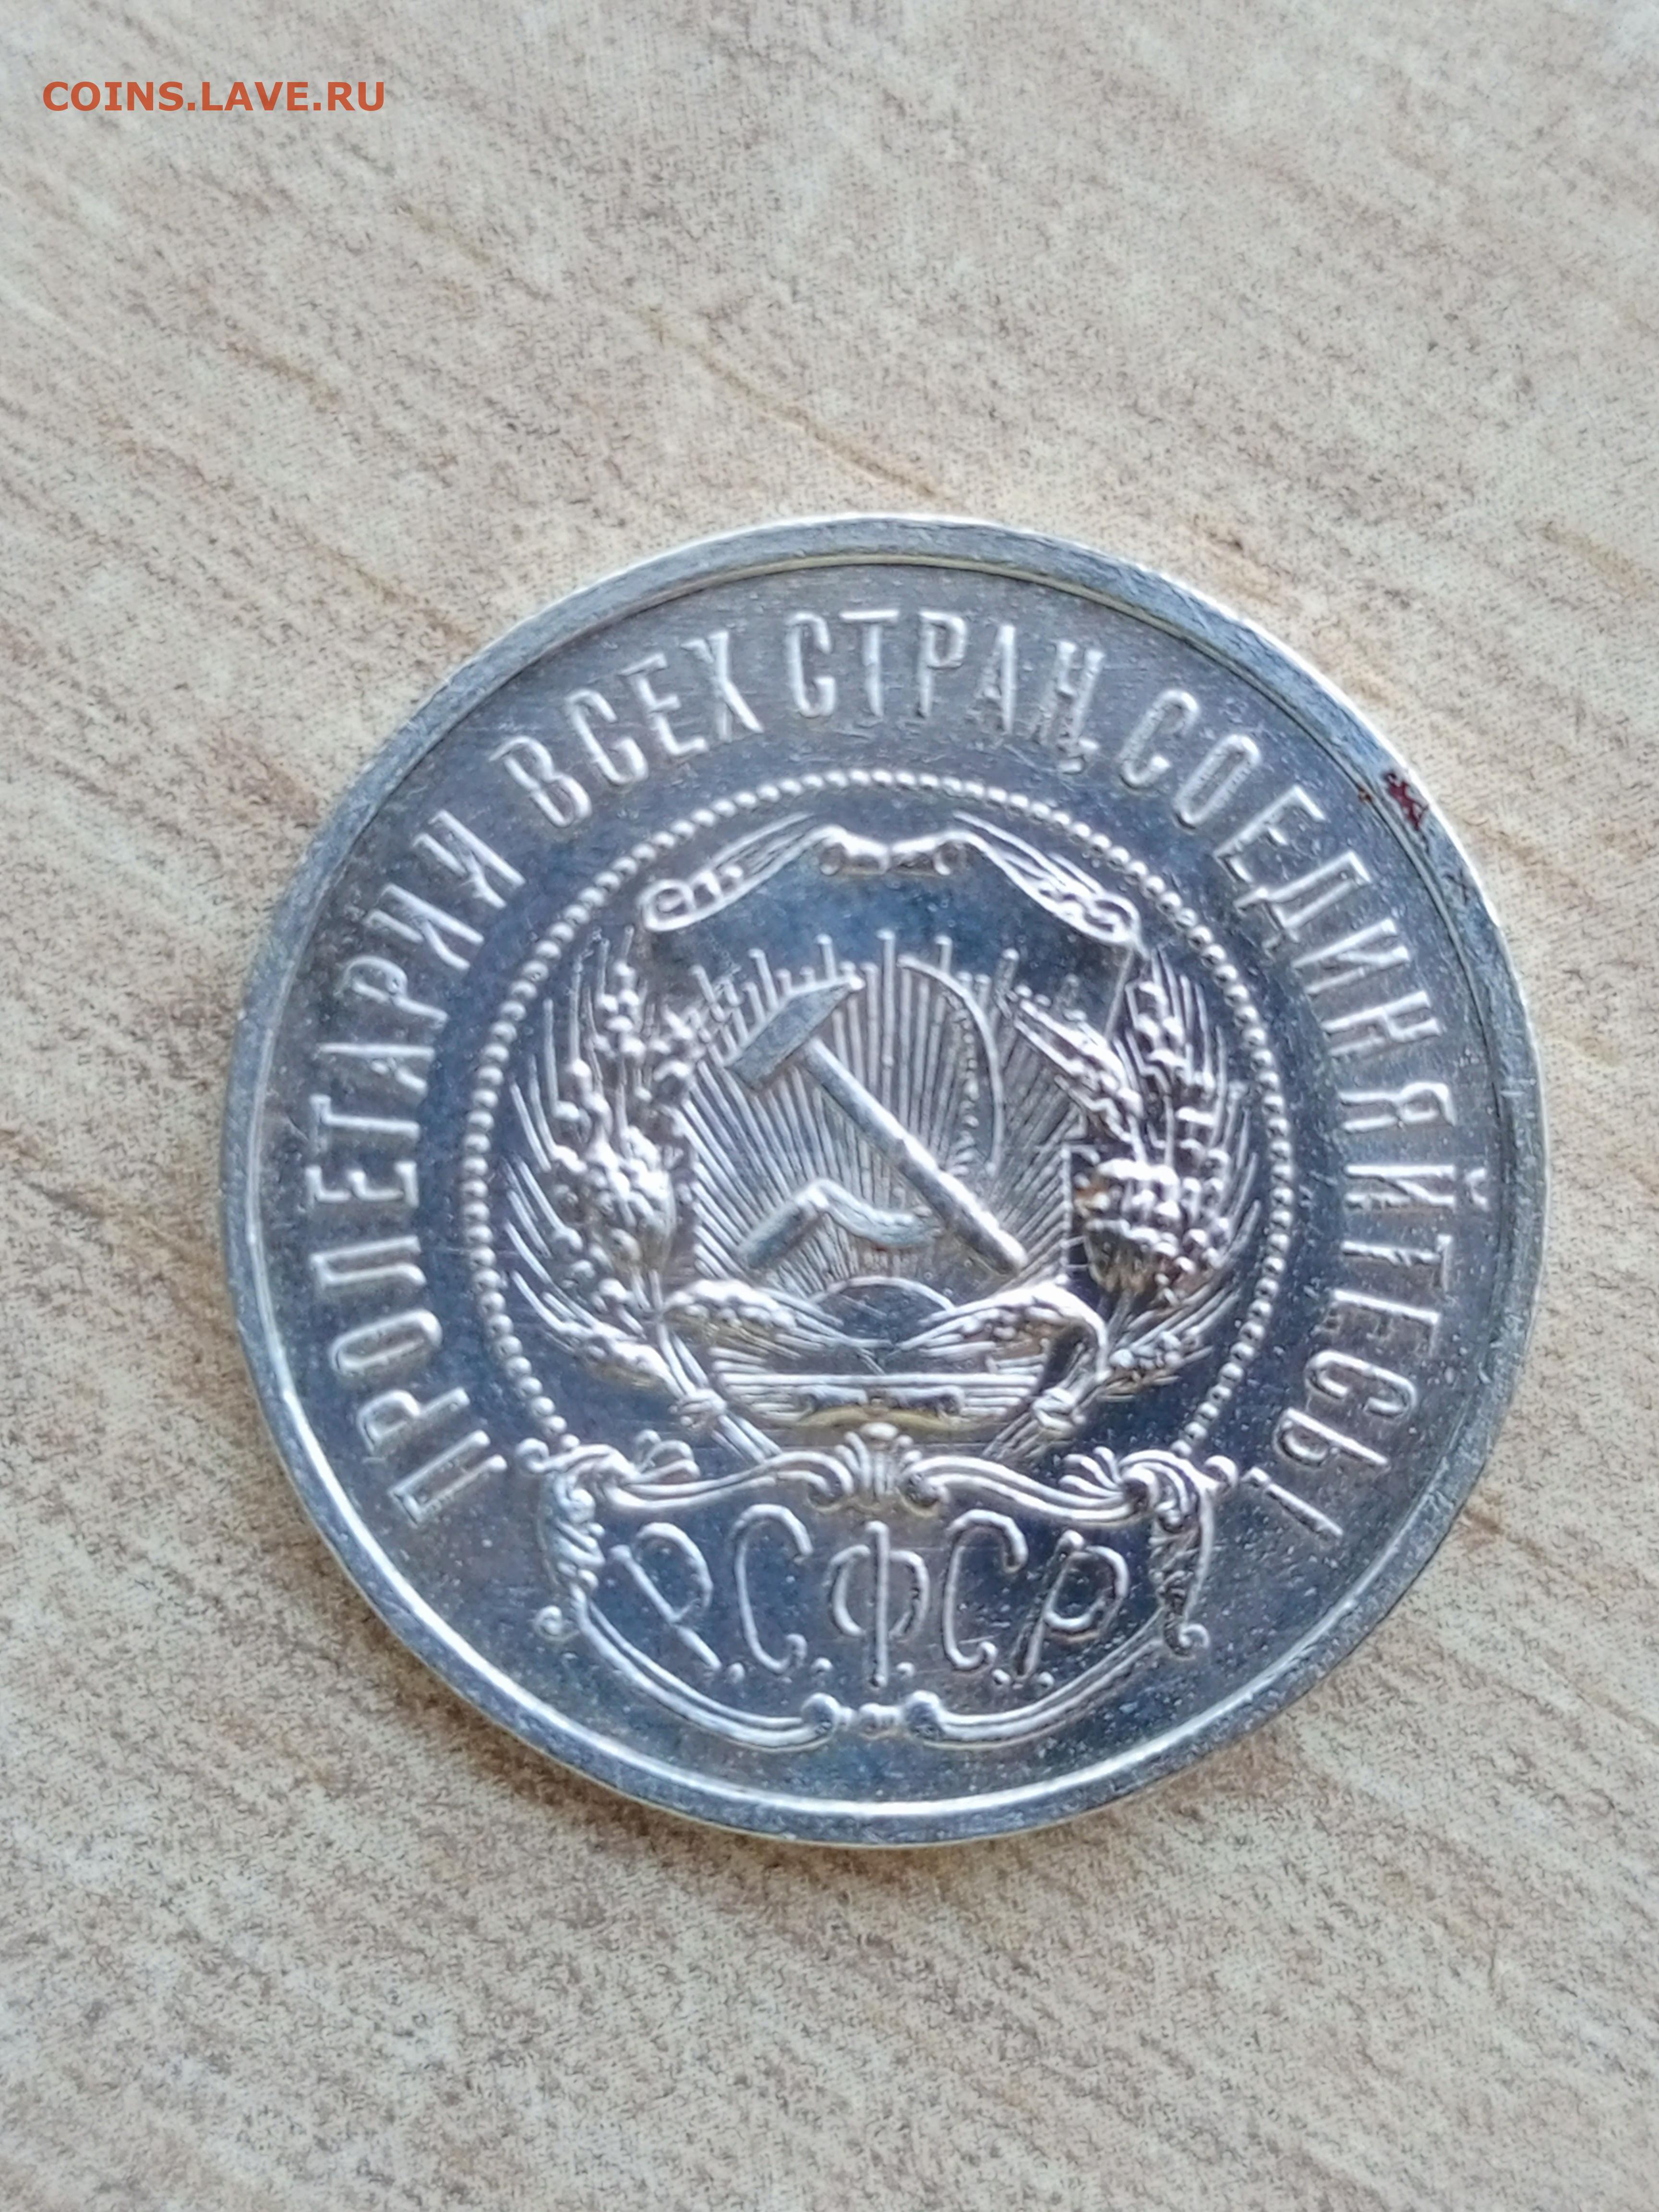 COINS.LAVE.RU
ПРОЛЕТАРИИ ВСЕХ СТРАН, СОЕДИНЯЙТЕСЬ!
Р.С.Ф.С.Р.